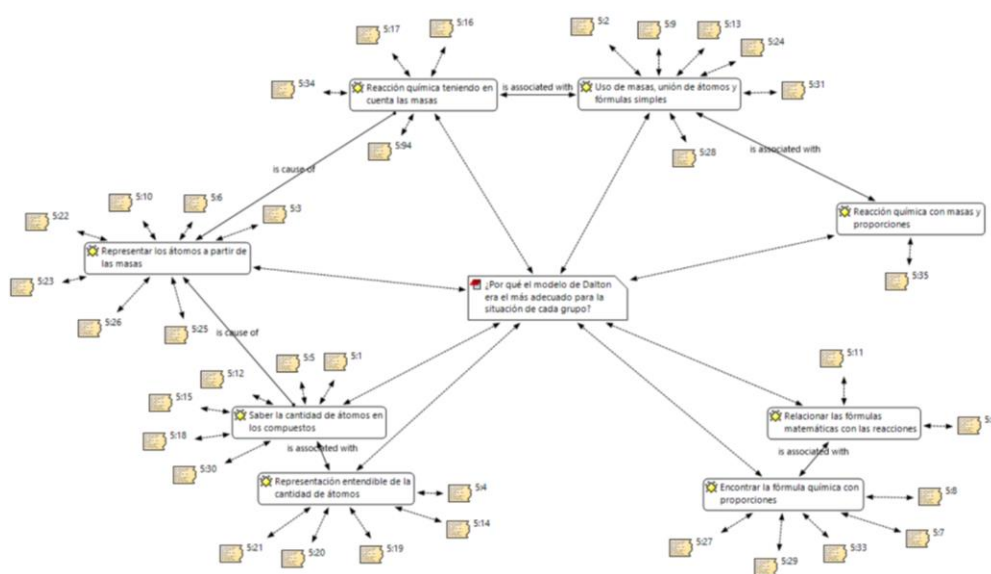 5:17
5:16
5:2
5:9
5:13
5:24
5:34
Reacción química teniendo en
cuenta las masas
is associated with
Uso de masas, unión de átomos y
fórmulas simples
5:31
5:94
5:28
is associated with
is cause of
5:10
5:6
5:3
5:22
Representar los átomos a partir de
las masas
Reacción química con masas y
proporciones
5:23
5:35
¿Por qué el modelo de Dalton
era el más adecuado para la
situación de cada grupo?
5:26
5:25
is cause of
5:5
5:1
5:11
5:12
5:15
Saber la cantidad de átomos en
los compuestos
Relacionar las fórmulas
matemáticas con las reacciones
5:18
is associated with
is associated with
5:30
Representación entendible de la
cantidad de átomos
5:4
Encontrar la fórmula química con
proporciones
5:8
5:14
5:7
5:21
5:20
5:19
5:27
5:29
5:33